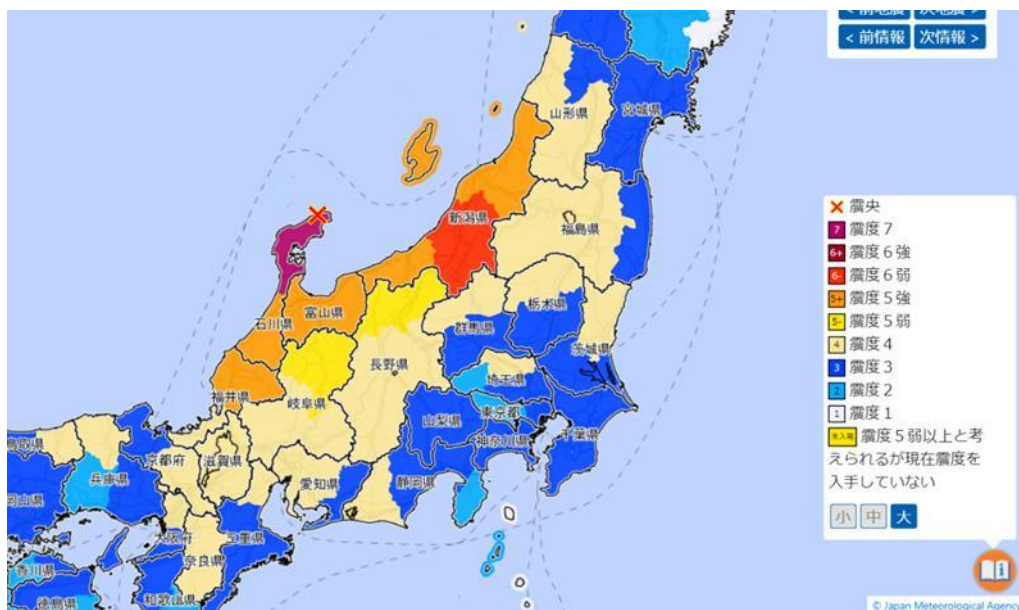 < 前地震 次地震 >
< 前情報 次情報 >
山形県
宮城県
新潟県
福島県
富山県
石川県
栃木県
群馬県
茨城県
長野県
埼玉県
福井県
岐阜県
山梨県
東京都
神奈川県
千葉県
鳥取県
京都府
滋賀県
兵庫県
愛知県
静岡県
岡山県
大阪府
三重県
奈良県
香川県
和歌山県
徳島県
震央
7 震度7
6+ 震度6強
6- 震度6弱
5+ 震度5強
5- 震度5弱
4 震度4
3 震度3
2 震度2
1 震度1
未入電 震度5弱以上と考
えられるが現在震度を
入手していない
小 中 大
© Japan Meteorological Agency